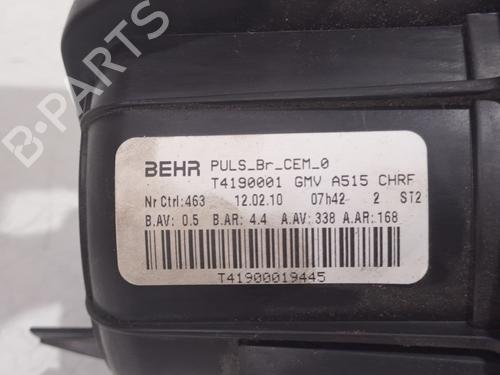 BEHR PULS_Br_CEM_0
T4190001 GMV A515 CHRF
Nr Ctrl:463 12.02.10 07h42 2 ST2
B.AV: 0.5 B.AR: 4.4 A.AV: 338 A.AR: 168
T41900019445
B-PARTS